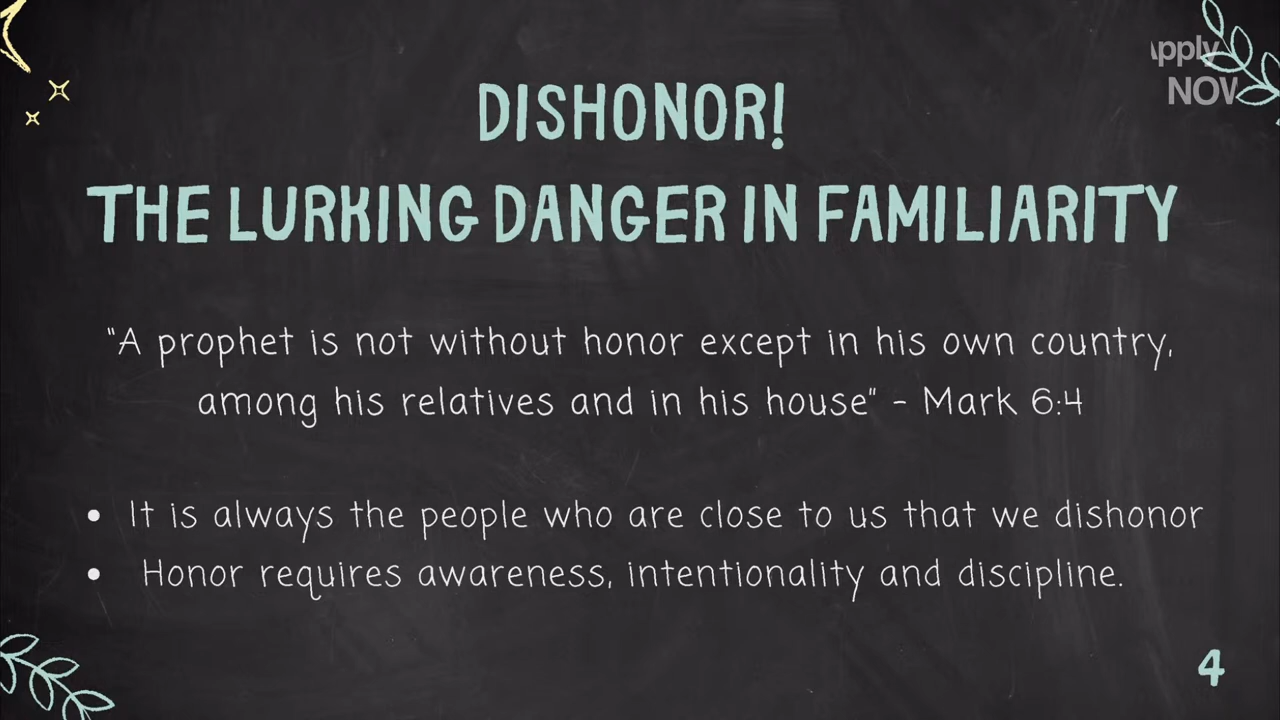 DISHONOR!
THE LURKING DANGER IN FAMILIARITY
"A prophet is not without honor except in his own country,
among his relatives and in his house" - Mark 6:4
• It is always the people who are close to us that we dishonor
• Honor requires awareness, intentionality and discipline.
4